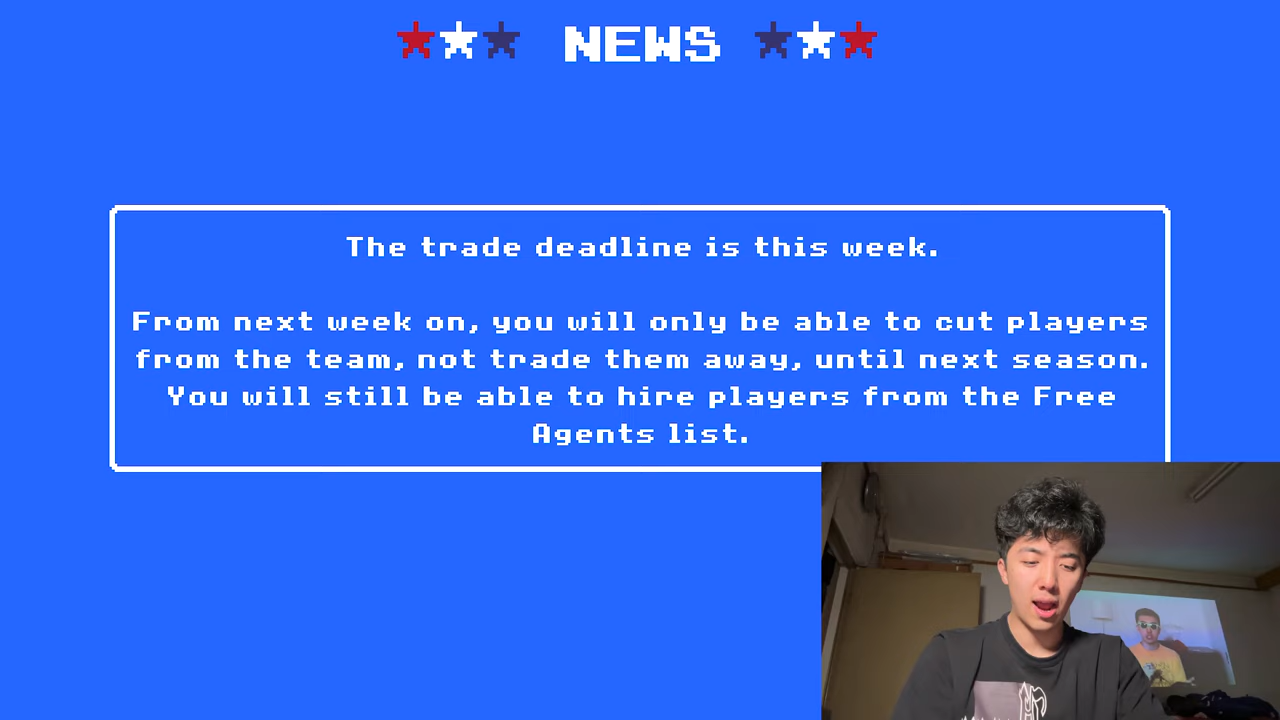 NEWS
The trade deadline is this week.
From next week on, you will only be able to cut players
from the team, not trade them away, until next season.
You will still be able to hire players from the Free
Agents list.